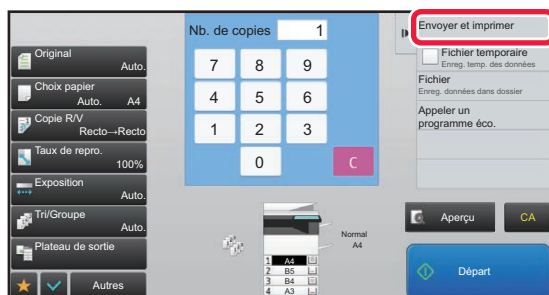 Original
Auto.
Choix papier
Auto. A4
Copie R/V
Recto→Recto
Taux de repro.
100%
Exposition
Auto.
Tri/Groupe
Auto.
Plateau de sortie
Autres
Nb. de copies 1
7 8 9
4 5 6
1 2 3
0 C
Normal
A4
1 A4
2 B5
3 B4
4 A3
Envoyer et imprimer
Fichier temporaire
Enreg. temp. des données
Fichier
Enreg. données dans dossier
Appeler un
programme éco.
Aperçu
CA
Départ